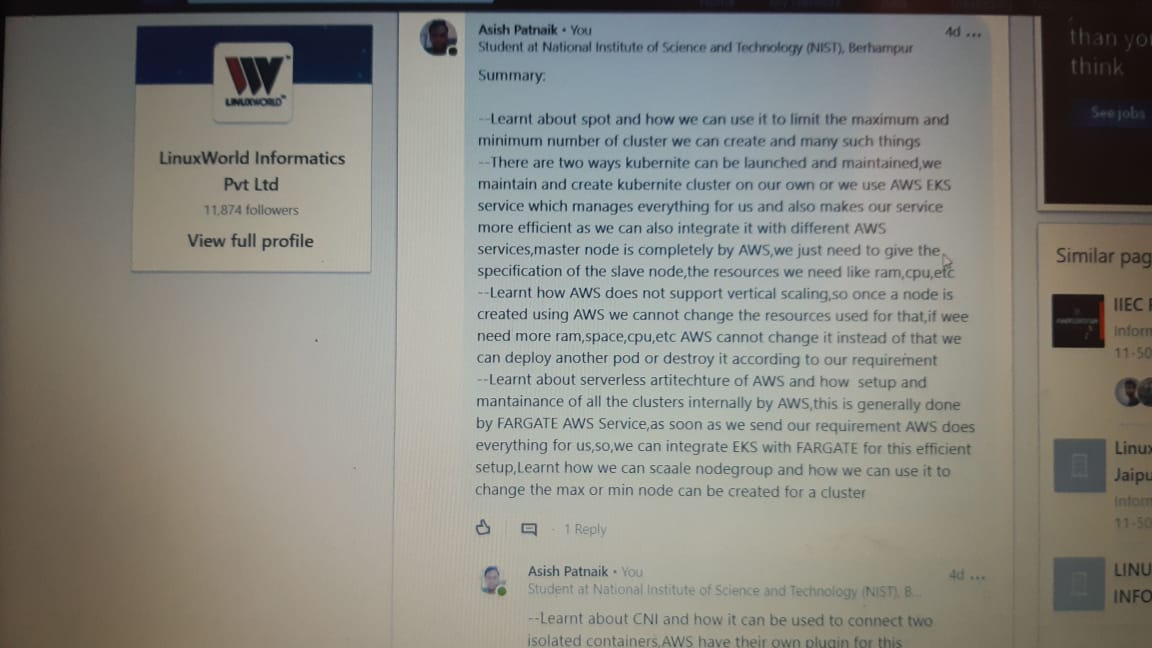 LINUXWORLD
LinuxWorld Informatics
Pvt Ltd
11,874 followers
View full profile
Asish Patnaik • You
4d ...
Student at National Institute of Science and Technology (NIST), Berhampur
Summary:
--Learnt about spot and how we can use it to limit the maximum and
minimum number of cluster we can create and many such things
--There are two ways kubernite can be launched and maintained,we
maintain and create kubernite cluster on our own or we use AWS EKS
service which manages everything for us and also makes our service
more efficient as we can also integrate it with different AWS
services,master node is completely by AWS,we just need to give the
specification of the slave node,the resources we need like ram,cpu,etc
--Learnt how AWS does not support vertical scaling,so once a node is
created using AWS we cannot change the resources used for that,if wee
need more ram,space,cpu,etc AWS cannot change it instead of that we
can deploy another pod or destroy it according to our requirement
--Learnt about serverless artitechture of AWS and how setup and
mantainance of all the clusters internally by AWS,this is generally done
by FARGATE AWS Service,as soon as we send our requirement AWS does
everything for us,so,we can integrate EKS with FARGATE for this efficient
setup,Learnt how we can scaale nodegroup and how we can use it to
change the max or min node can be created for a cluster
1 Reply
Asish Patnaik • You
4d ...
Student at National Institute of Science and Technology (NIST), B...
--Learnt about CNI and how it can be used to connect two
isolated containers,AWS have their own plugin for this
than you
think
See jobs
Similar pag
IIEC
Inform
11-50
Linux
Jaipu
Inform
11-50
LINU
INFO